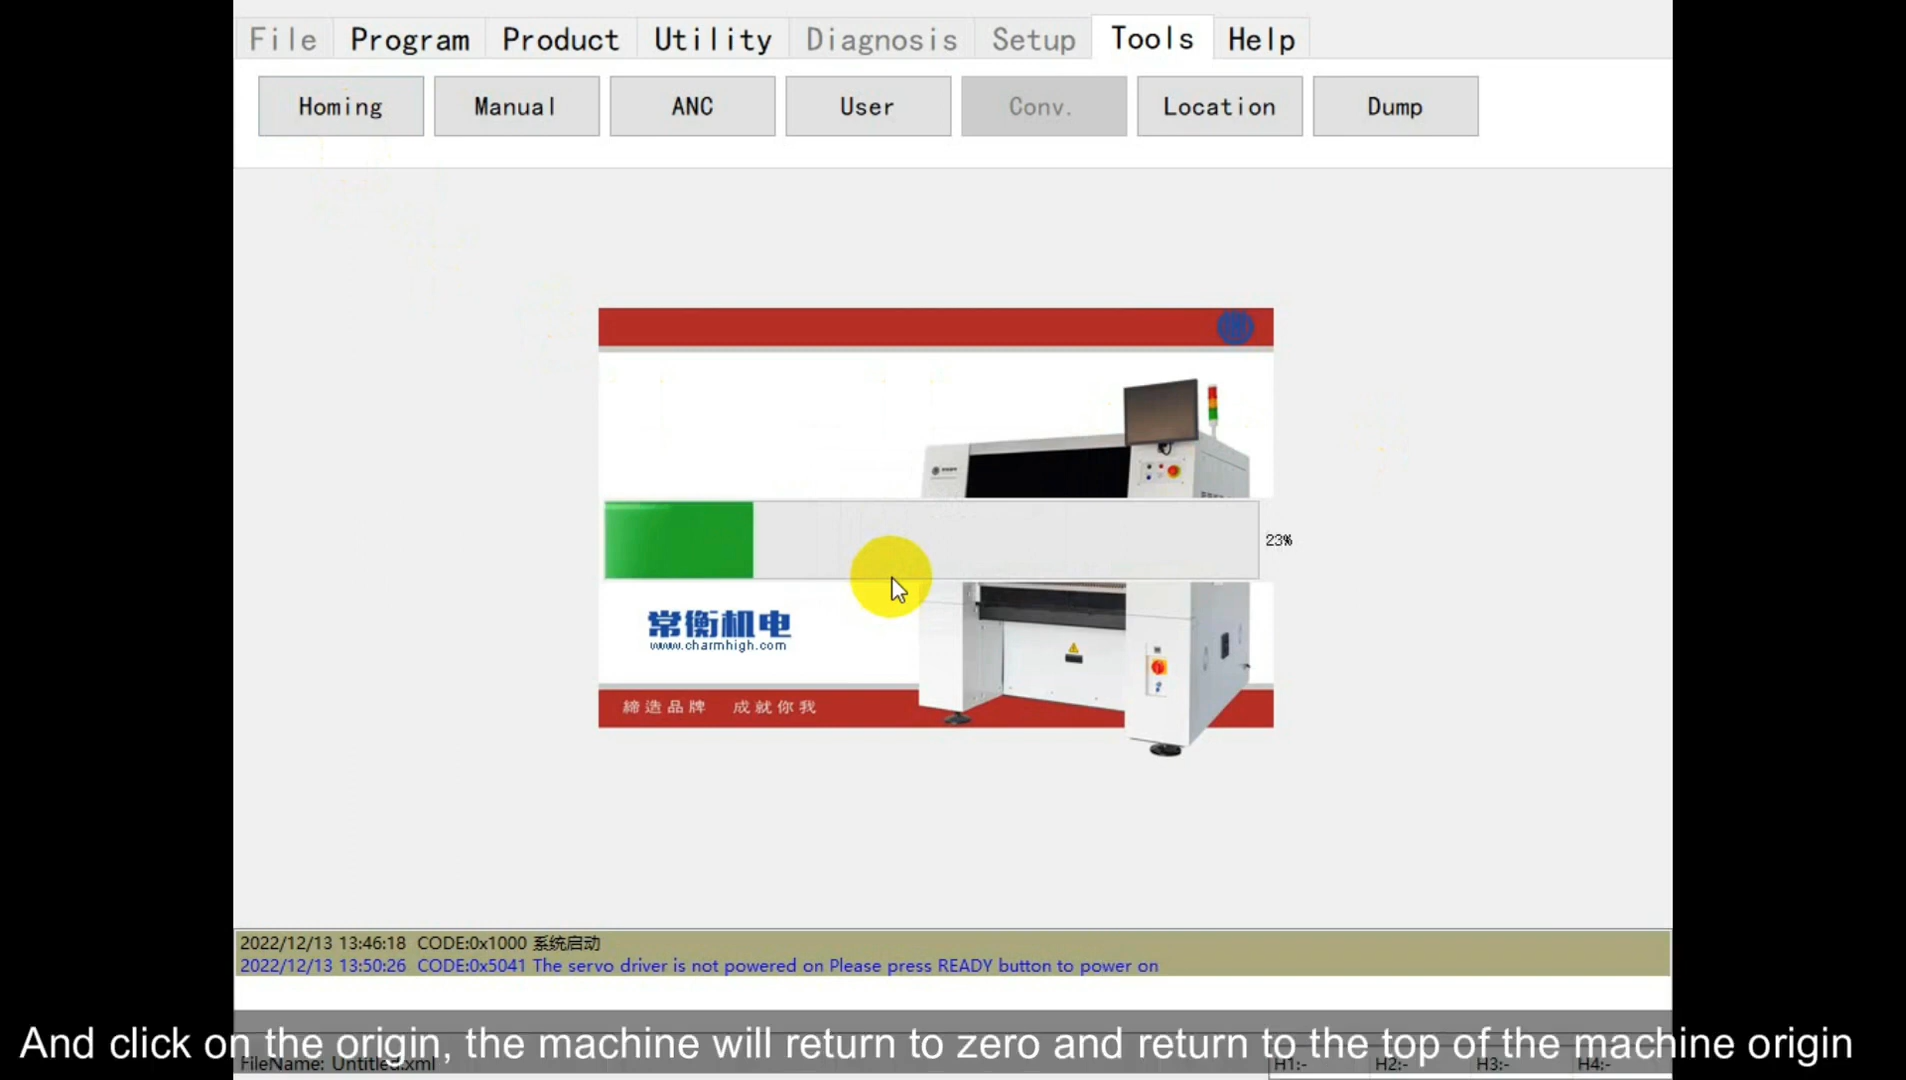 File Program Product Utility Diagnosis Setup Tools Help
Homing Manual ANC User Conv. Location Dump
23%
常衡机电
www.charmhigh.com
締造品牌 成就你我
2022/12/13 13:46:18 CODE:0x1000 系统启动
2022/12/13 13:50:26 CODE:0x5041 The servo driver is not powered on Please press READY button to power on
And click on the origin, the machine will return to zero and return to the top of the machine origin
FileName: Untitled.xml H1:- H2:- H3:- H4:-